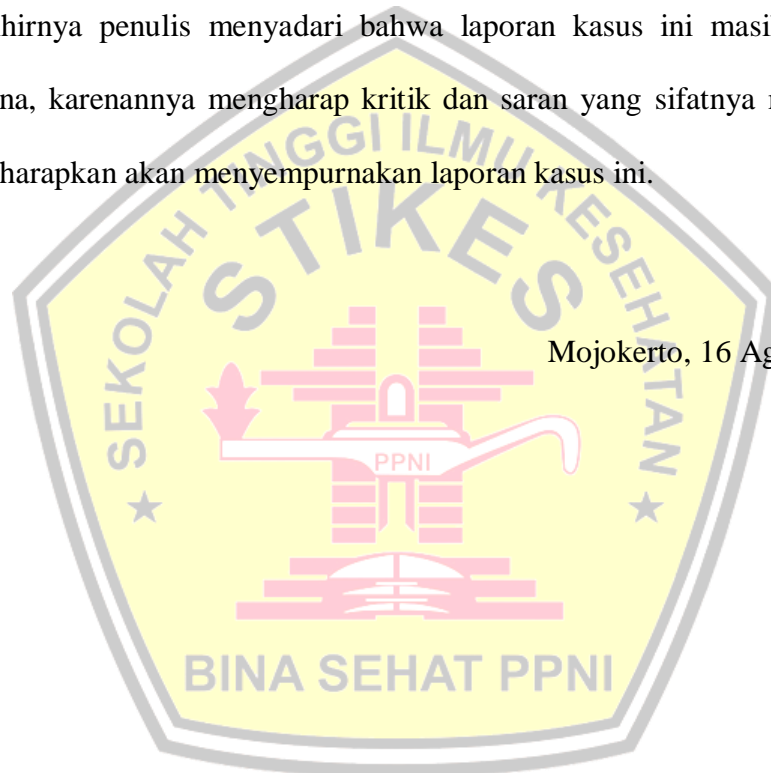 hirnya penulis menyadari bahwa laporan kasus ini masi
na, karenannya mengharap kritik dan saran yang sifatnya
harapkan akan menyempurnakan laporan kasus ini.
SEKOLAH TINGGI ILMU KESEHATAN
STIKES
Mojokerto, 16 Ag
PPNI
BINA SEHAT PPNI